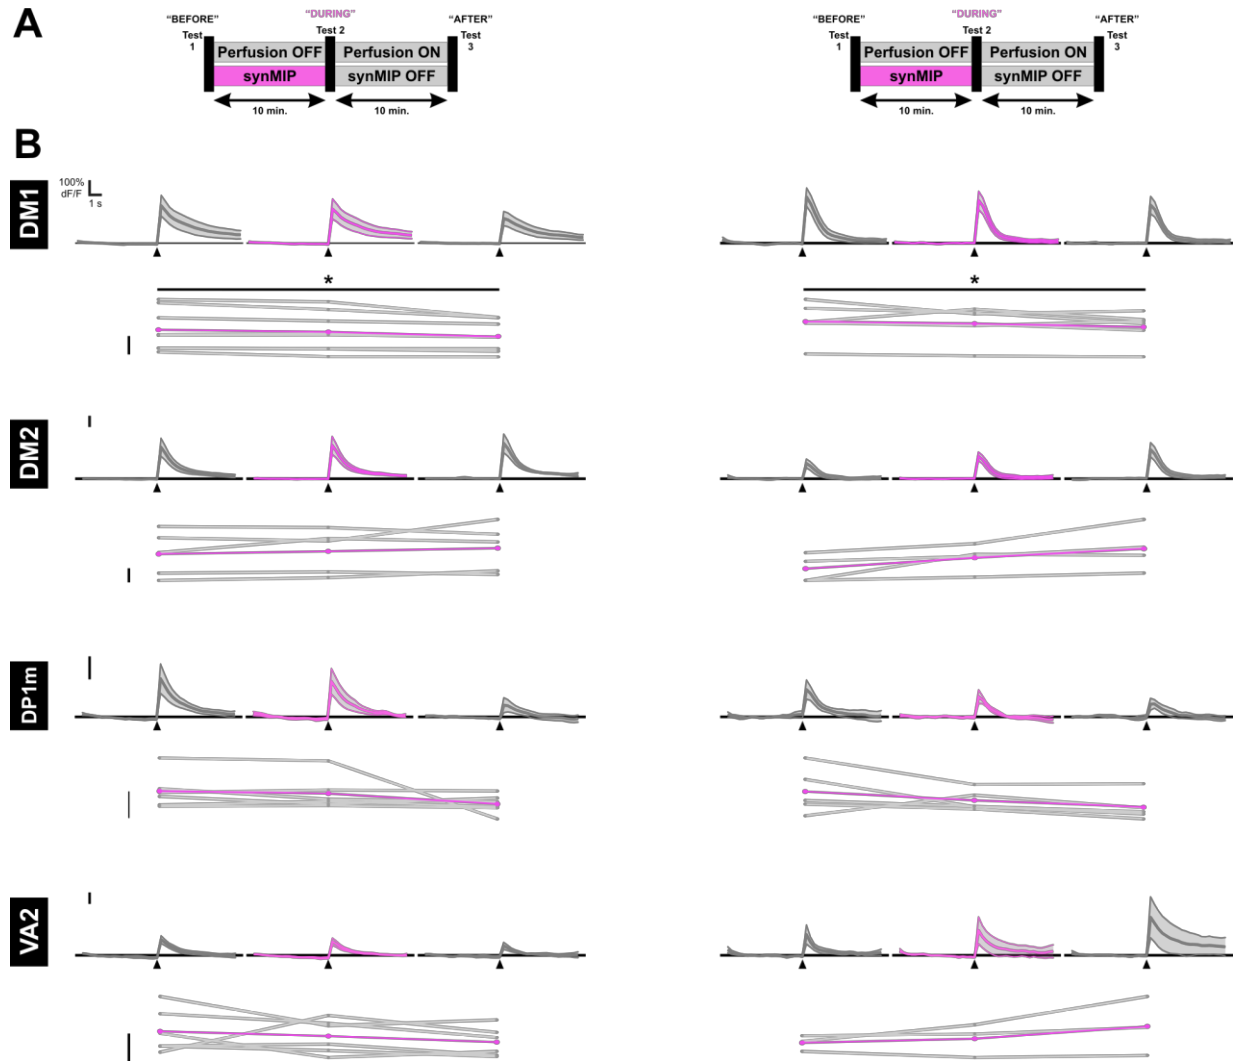 A
"BEFORE"
Test
1
"DURING"
Test 2
"AFTER"
Test
3
Perfusion OFF
Perfusion ON
synMIP
synMIP OFF
10 min.
10 min.
"BEFORE"
Test
1
"DURING"
Test 2
"AFTER"
Test
3
Perfusion OFF
Perfusion ON
synMIP
synMIP OFF
10 min.
10 min.
B
DM1
100%
dF/F
1 s
*
*
DM2
DP1m
VA2